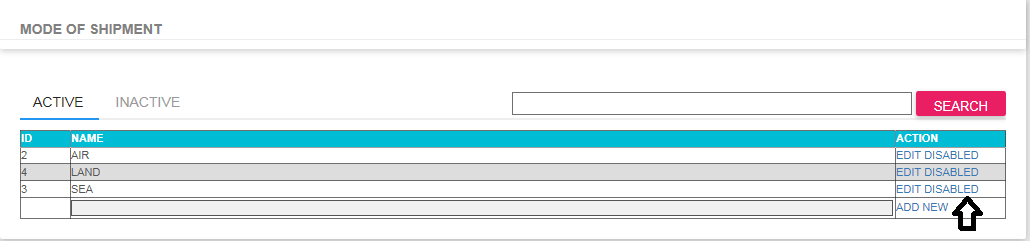 MODE OF SHIPMENT
ACTIVE INACTIVE SEARCH
ID NAME ACTION
2 AIR EDIT DISABLED
4 LAND EDIT DISABLED
3 SEA EDIT DISABLED
ADD NEW